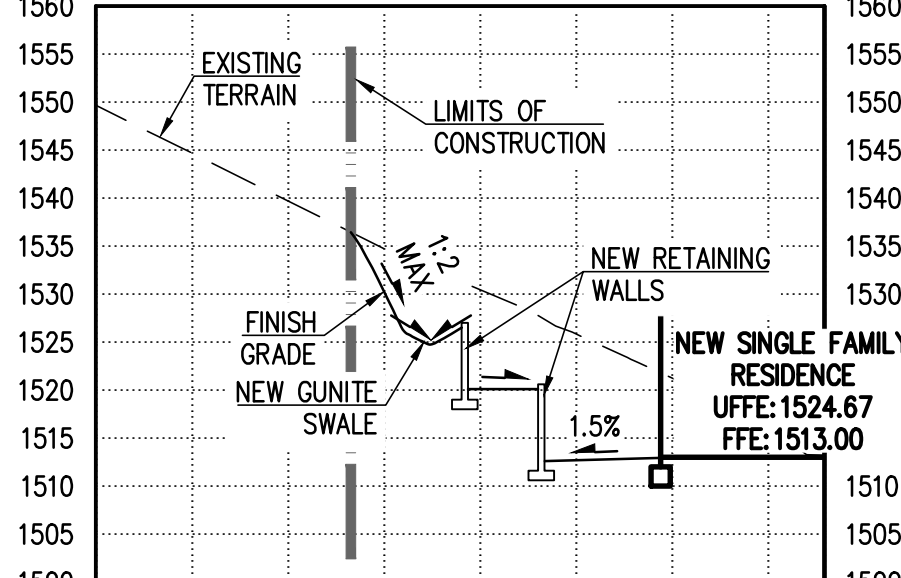 1560
1555
1550
1545
1540
1535
1530
1525
1520
1515
1510
1505
1500
EXISTING
TERRAIN
LIMITS OF
CONSTRUCTION
1:2
MAX
NEW RETAINING
WALLS
FINISH
GRADE
NEW GUNITE
SWALE
1.5%
NEW SINGLE FAMILY
RESIDENCE
UFFE:1524.67
FFE:1513.00
1560
1555
1550
1545
1540
1535
1530
1510
1505
1500